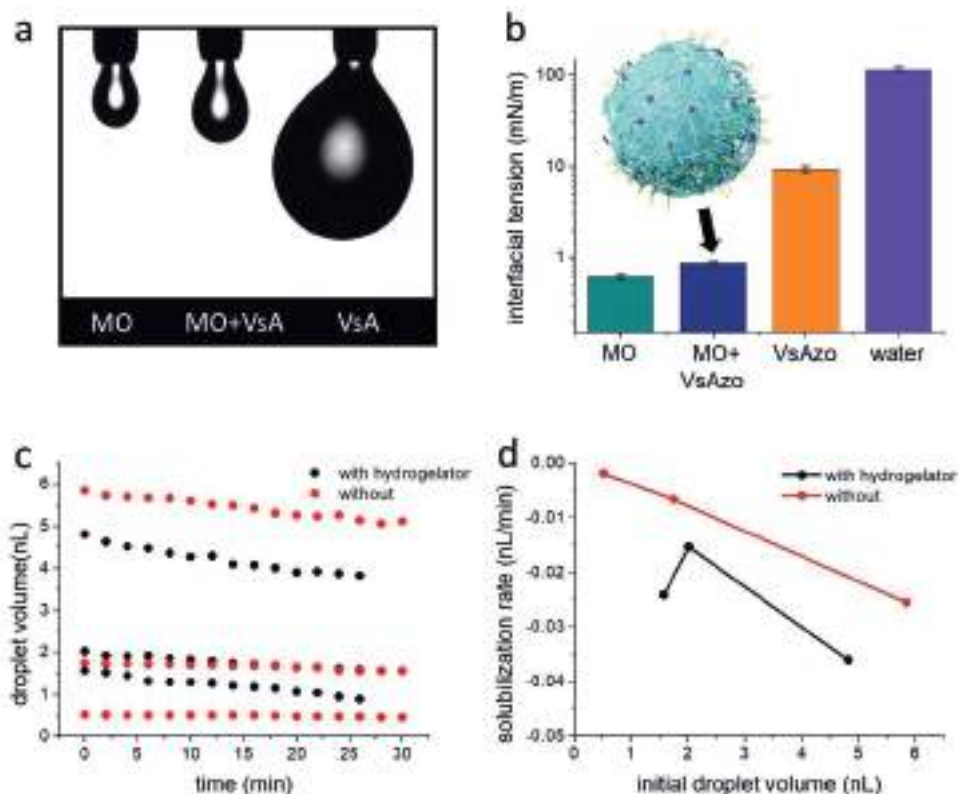 a
MO MO+VsA VsA
b
interfacial tension (mN/m)
100
10
1
MO MO+ VsAzo water
VsAzo
c
droplet volume(nL)
6
5
4
3
2
1
0
with hydrogelator
without
0 5 10 15 20 25 30
time (min)
d
solubilization rate (nL/min)
0.00
-0.01
-0.02
-0.03
-0.04
-0.05
with hydrogelator
without
0 1 2 3 4 5 6
initial droplet volume (nL)